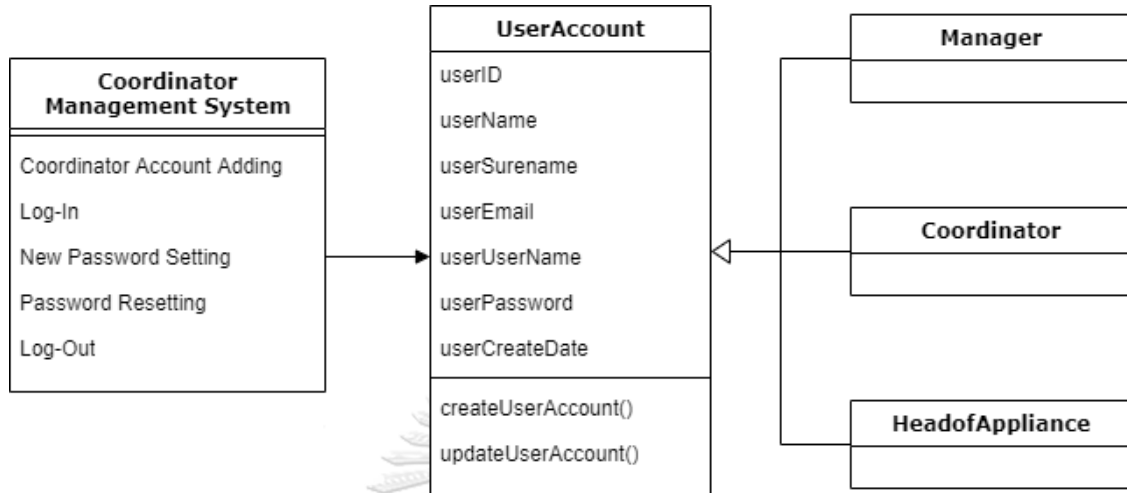 Coordinator
Management System
Coordinator Account Adding
Log-In
New Password Setting
Password Resetting
Log-Out
UserAccount
userID
userName
userSurename
userEmail
userUserName
userPassword
userCreateDate
createUserAccount()
updateUserAccount()
Manager
Coordinator
HeadofAppliance